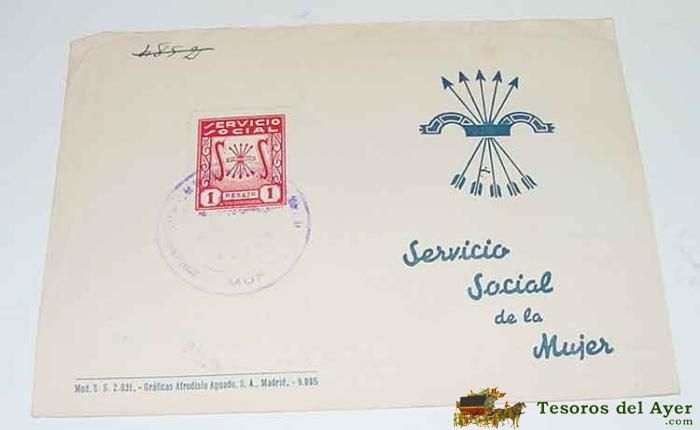 SERVICIO
SOCIAL
S S
1 PESETA 1
Servicio
Social
de la
Mujer
Mod. S. S. 2.031. - Gráficas Afrodisio Aguado, S. A., Madrid. - 9.095
Tesoros del Ayer
.com